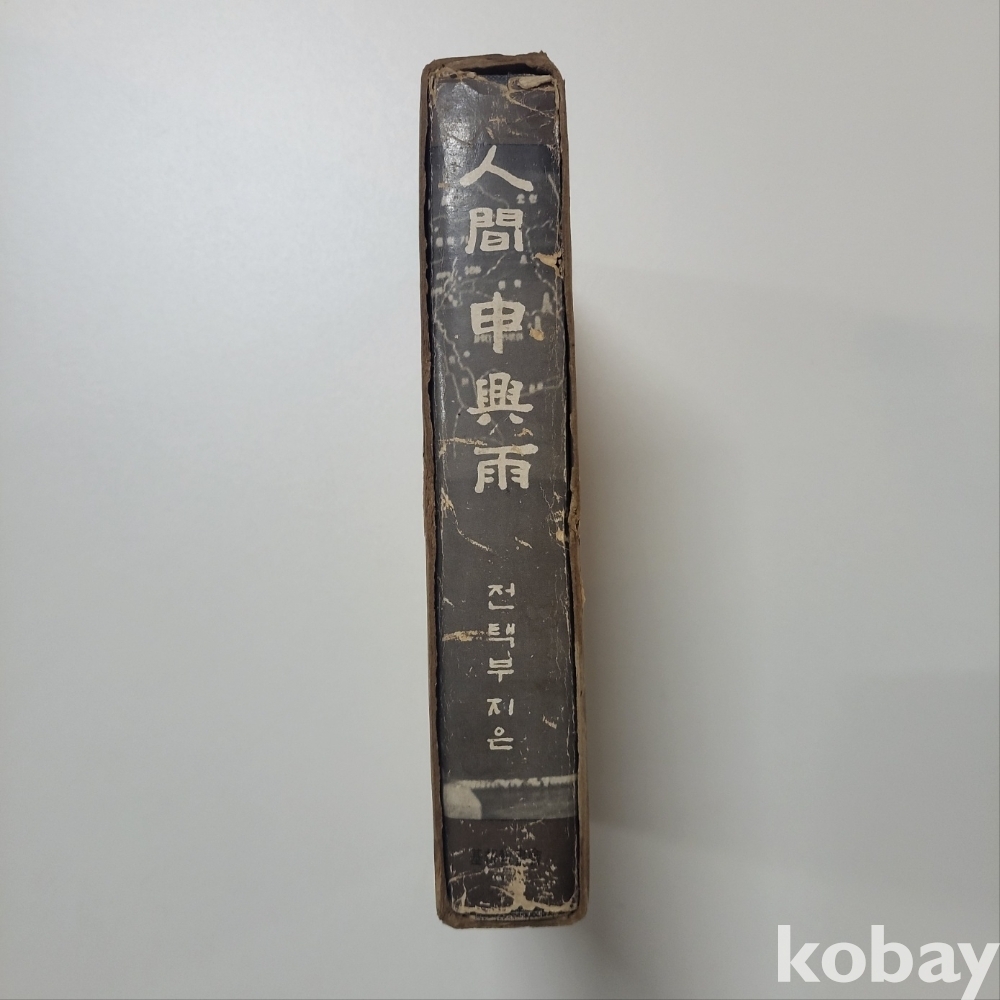 人間 申興雨
전택부 지은
kobay